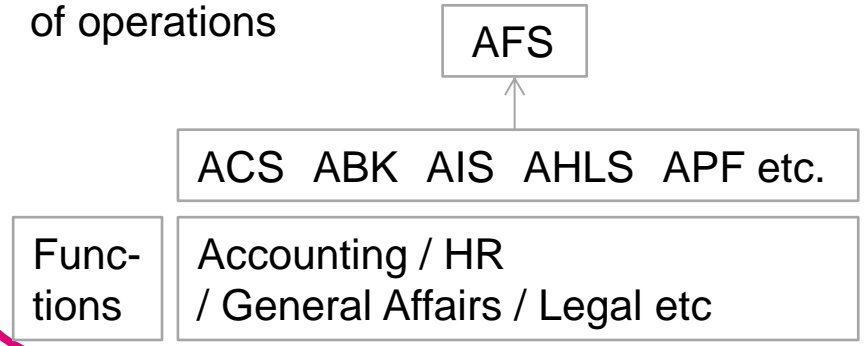 of operations
AFS
ACS ABK AIS AHLS APF etc.
Func-
tions
Accounting / HR
/ General Affairs / Legal etc